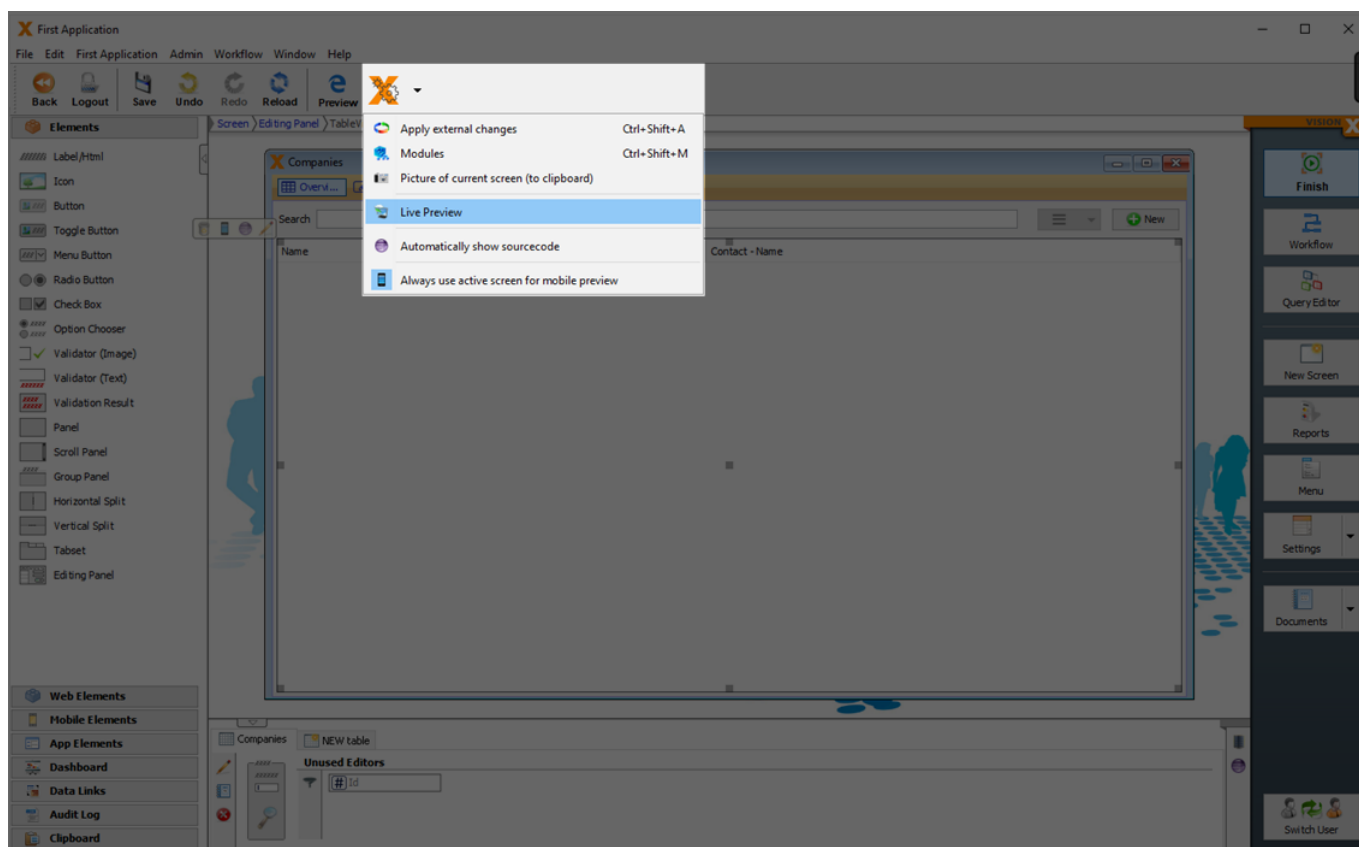 First Application
File Edit First Application Admin Workflow Window Help
Back Logout Save Undo Redo Reload Preview
Elements
Screen Editing Panel TableV
VISION
Apply external changes Ctrl+Shift+A
Modules Ctrl+Shift+M
Picture of current screen (to clipboard)
Live Preview
Automatically show sourcecode
Always use active screen for mobile preview
Label/Html
Icon
Button
Toggle Button
Menu Button
Radio Button
Check Box
Option Chooser
Validator (Image)
Validator (Text)
Validation Result
Panel
Scroll Panel
Group Panel
Horizontal Split
Vertical Split
Tabset
Editing Panel
Web Elements
Mobile Elements
App Elements
Dashboard
Data Links
Audit Log
Clipboard
Companies
Overvi...
Search
New
Name
Contact - Name
Companies NEW table
Unused Editors
# Id
Finish
Workflow
Query Editor
New Screen
Reports
Menu
Settings
Documents
Switch User